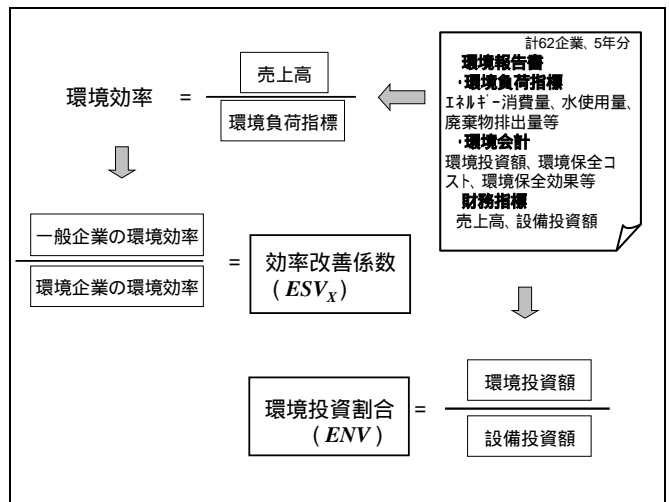 計62企業、5年分
環境報告書
・環境負荷指標
エネルギー消費量、水使用量、
廃棄物排出量等
・環境会計
環境投資額、環境保全コ
スト、環境保全効果等
財務指標
売上高、設備投資額
環境効率 = 売上高
環境負荷指標
一般企業の環境効率
環境企業の環境効率
= 効率改善係数
(ESV_X)
環境投資割合
(ENV)
= 環境投資額
設備投資額